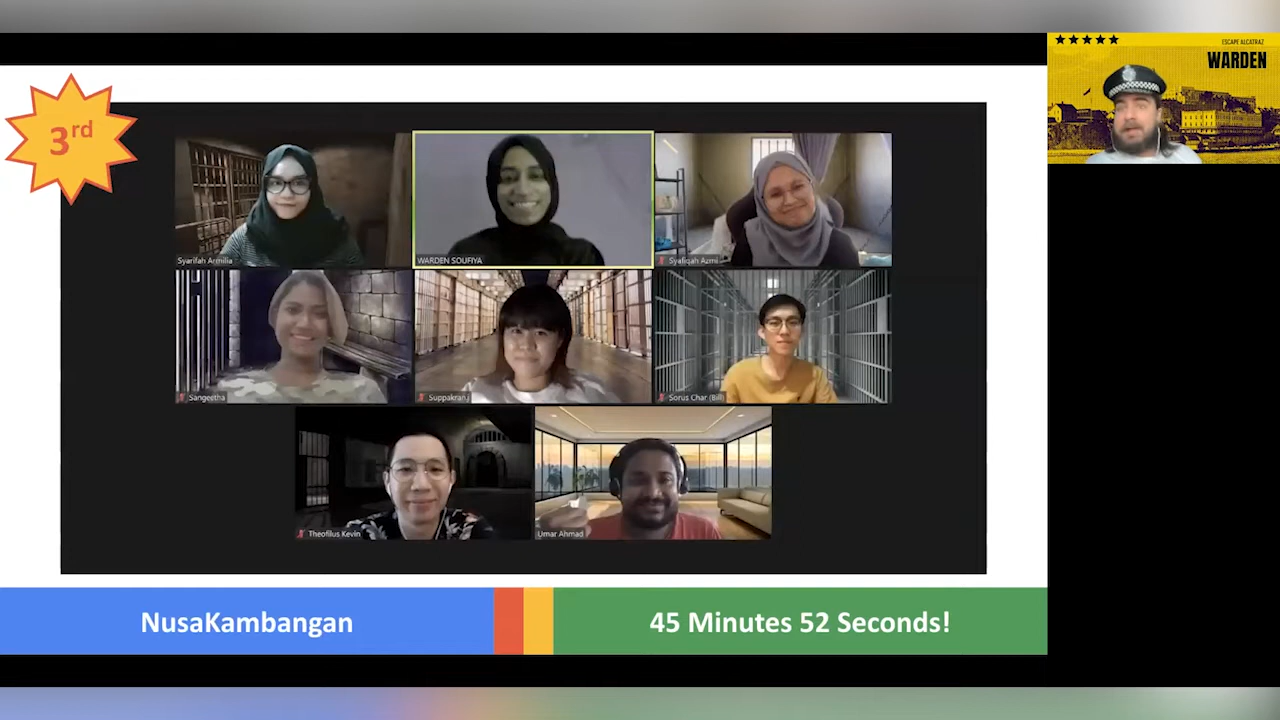 ★★★★★
ESCAPE ALCATRAZ
WARDEN
3rd
Syarifah Armilia
WARDEN SOUFIYA
Syafiqah Azmi
Sangeetha
Suppakran J
Sorus Char (Bill)
Theofilus Kevin
Umar Ahmad
NusaKambangan
45 Minutes 52 Seconds!